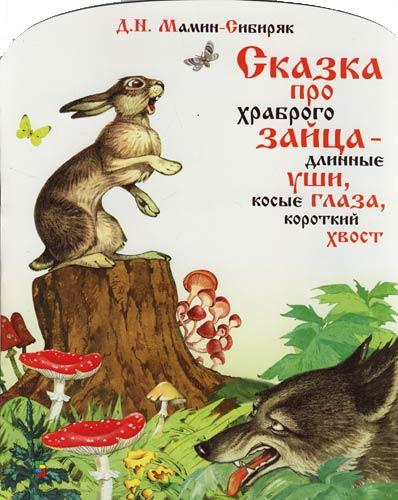 Д.Н. Мамин-Сибиряк
Сказка
про
храброго
зайца -
длинные
уши,
косые глаза,
короткий
хвост